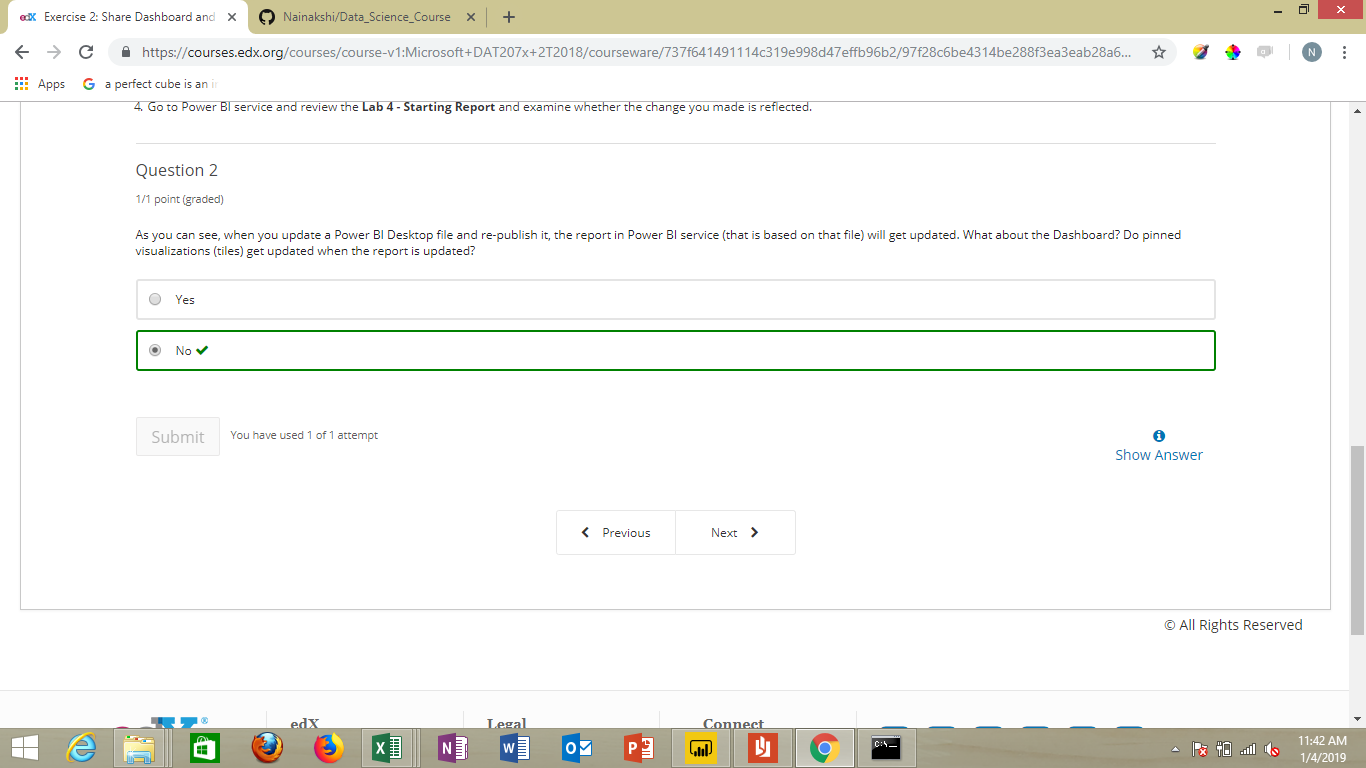 edX Exercise 2: Share Dashboard and
Nainakshi/Data_Science_Course
https://courses.edx.org/courses/course-v1:Microsoft+DAT207x+2T2018/courseware/737f641491114c319e998d47effb96b2/97f28c6be4314be288f3ea3eab28a6...
N
Apps
G a perfect cube is an i
4. Go to Power BI service and review the Lab 4 - Starting Report and examine whether the change you made is reflected.
Question 2
1/1 point (graded)
As you can see, when you update a Power BI Desktop file and re-publish it, the report in Power BI service (that is based on that file) will get updated. What about the Dashboard? Do pinned
visualizations (tiles) get updated when the report is updated?
Yes
No
Submit
You have used 1 of 1 attempt
Show Answer
Previous
Next
© All Rights Reserved
edX
Legal
Connect
11:42 AM
1/4/2019